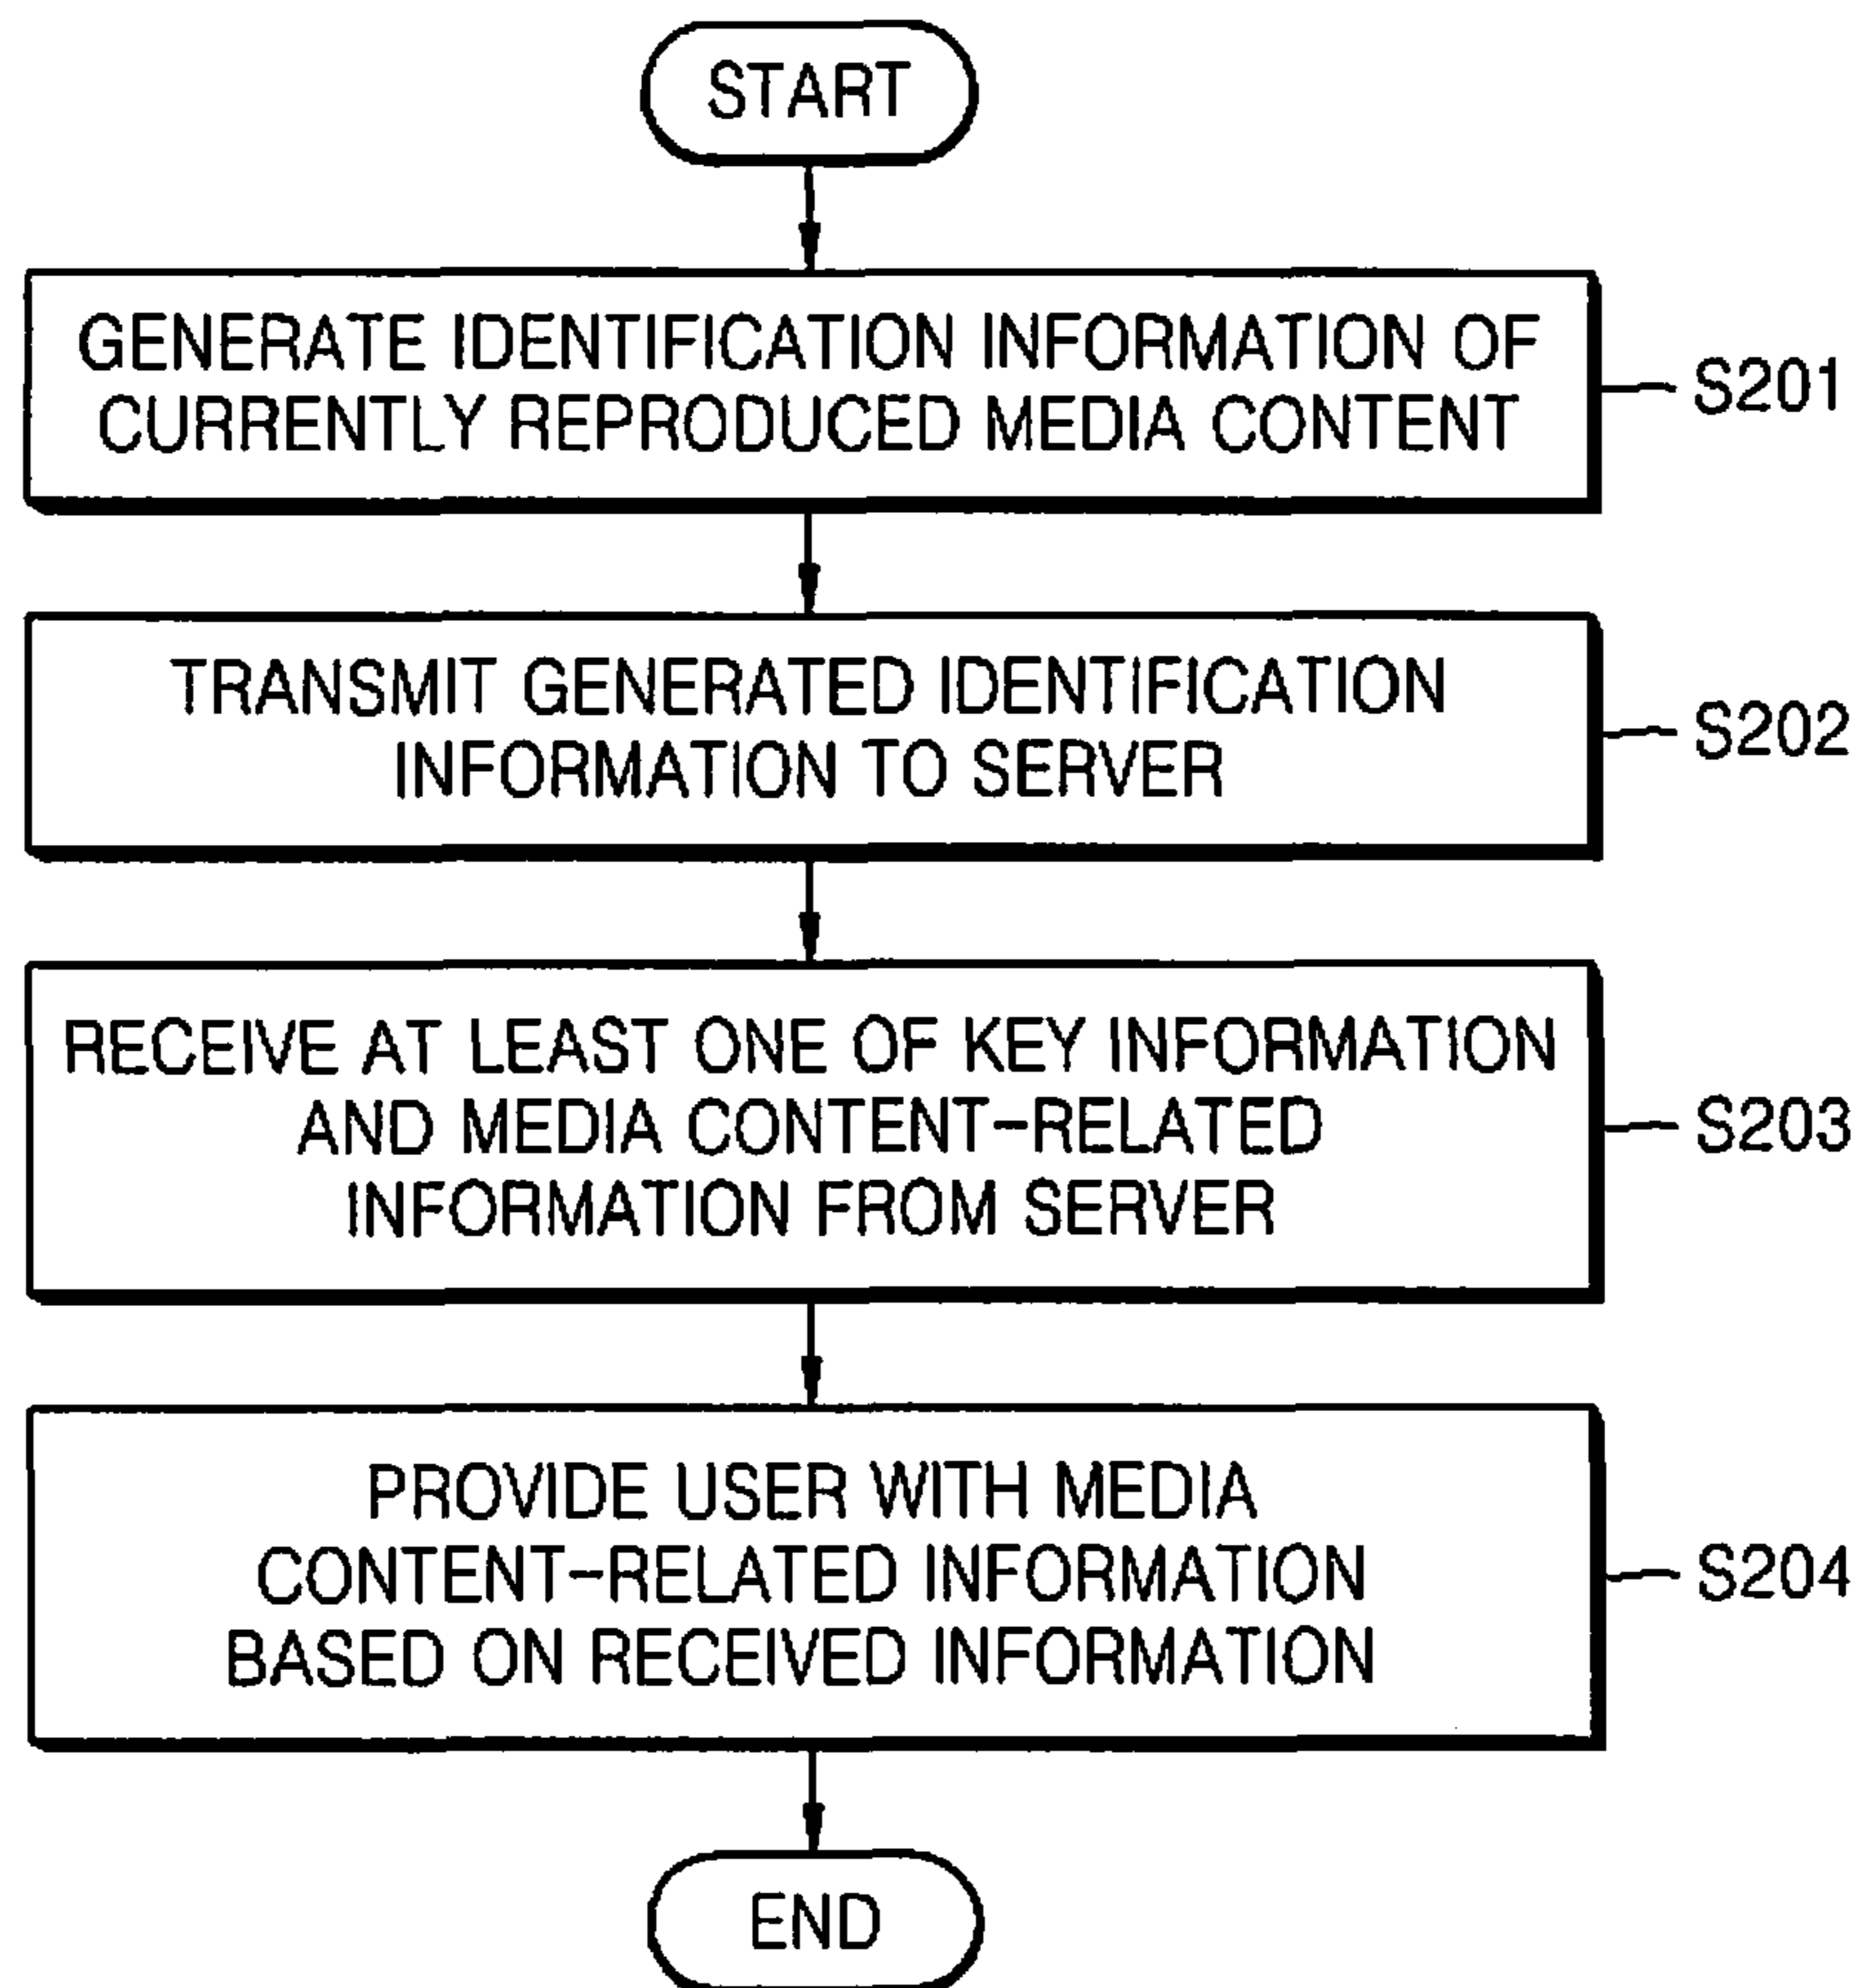 START
GENERATE IDENTIFICATION INFORMATION OF
CURRENTLY REPRODUCED MEDIA CONTENT
S201
TRANSMIT GENERATED IDENTIFICATION
INFORMATION TO SERVER
S202
RECEIVE AT LEAST ONE OF KEY INFORMATION
AND MEDIA CONTENT-RELATED
INFORMATION FROM SERVER
S203
PROVIDE USER WITH MEDIA
CONTENT-RELATED INFORMATION
BASED ON RECEIVED INFORMATION
S204
END